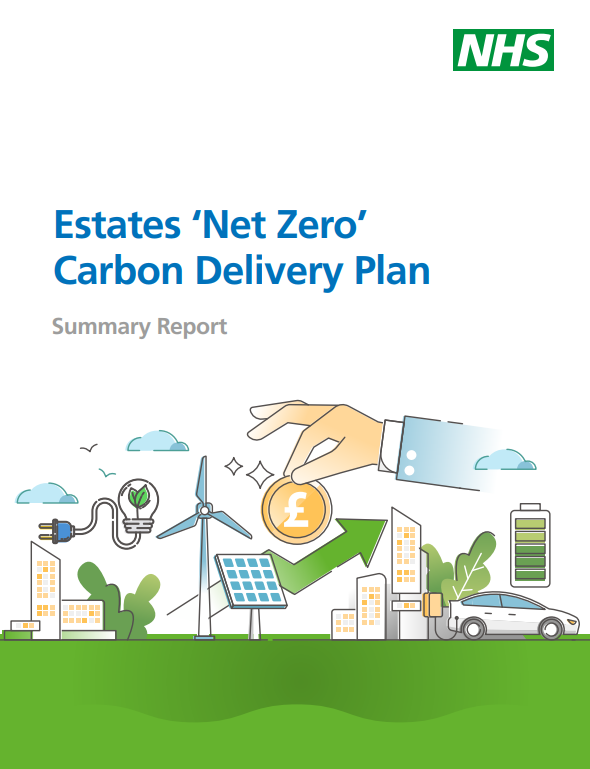 NHS
Estates ‘Net Zero’
Carbon Delivery Plan
Summary Report
£